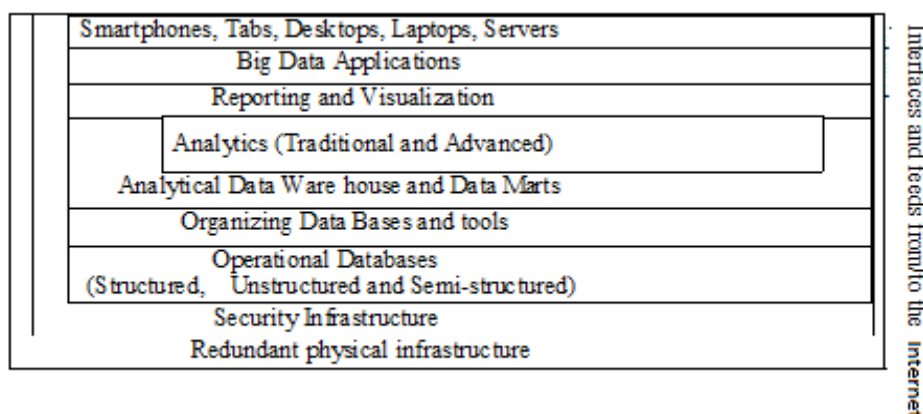 Smartphones, Tabs, Desktops, Laptops, Servers
Big Data Applications
Reporting and Visualization
Analytics (Traditional and Advanced)
Analytical Data Ware house and Data Marts
Organizing Data Bases and tools
Operational Databases
(Structured, Unstructured and Semi-structured)
Security Infrastructure
Redundant physical infrastructure
Interfaces and feeds from/to the Internet